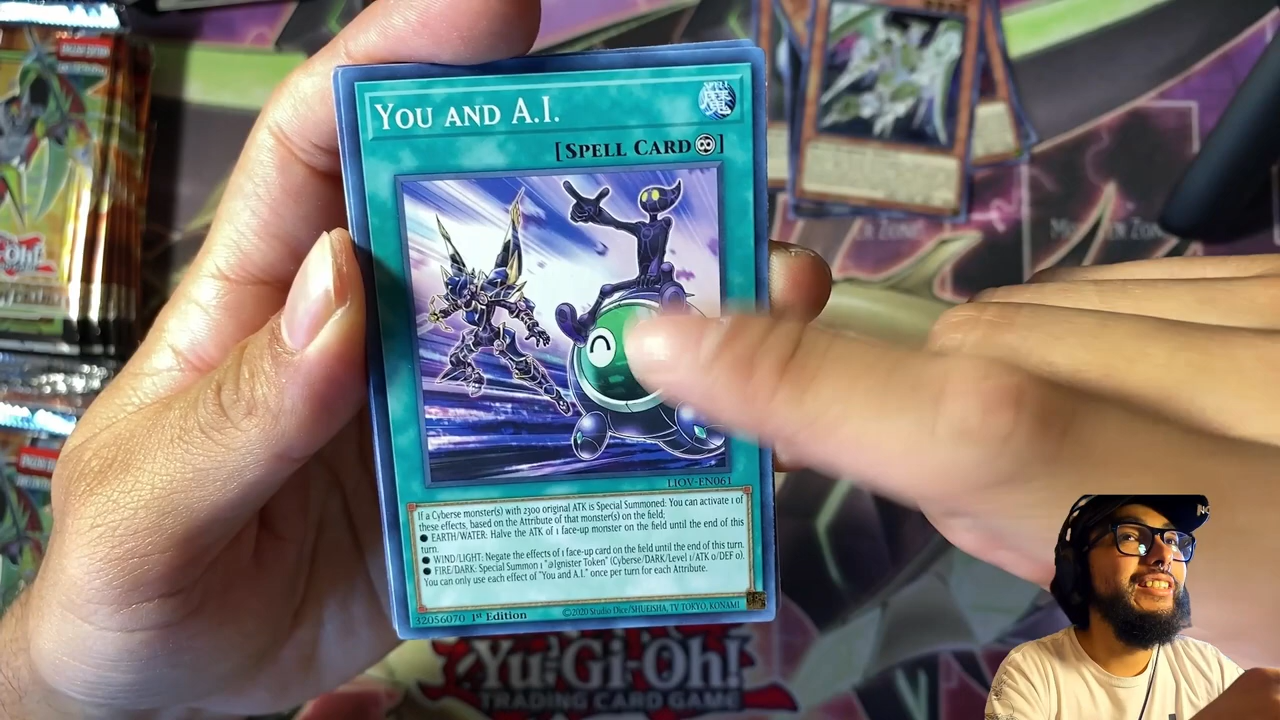 You and A.I.
[Spell Card]
LIOV-EN061
If a Cyberse monster(s) with 2300 original ATK is Special Summoned: You can activate 1 of
these effects, based on the Attribute of that monster(s) on the field;
● EARTH/WATER: Halve the ATK of 1 face-up monster on the field until the end of this
turn.
● WIND/LIGHT: Negate the effects of 1 face-up card on the field until the end of this turn.
● FIRE/DARK: Special Summon 1 "@Ignister Token" (Cyberse/DARK/Level 1/ATK 0/DEF 0).
You can only use each effect of "You and A.I." once per turn for each Attribute.
32056070 1st Edition ©2020 Studio Dice/SHUEISHA, TV TOKYO, KONAMI
Yu-Gi-Oh!
TRADING CARD GAME